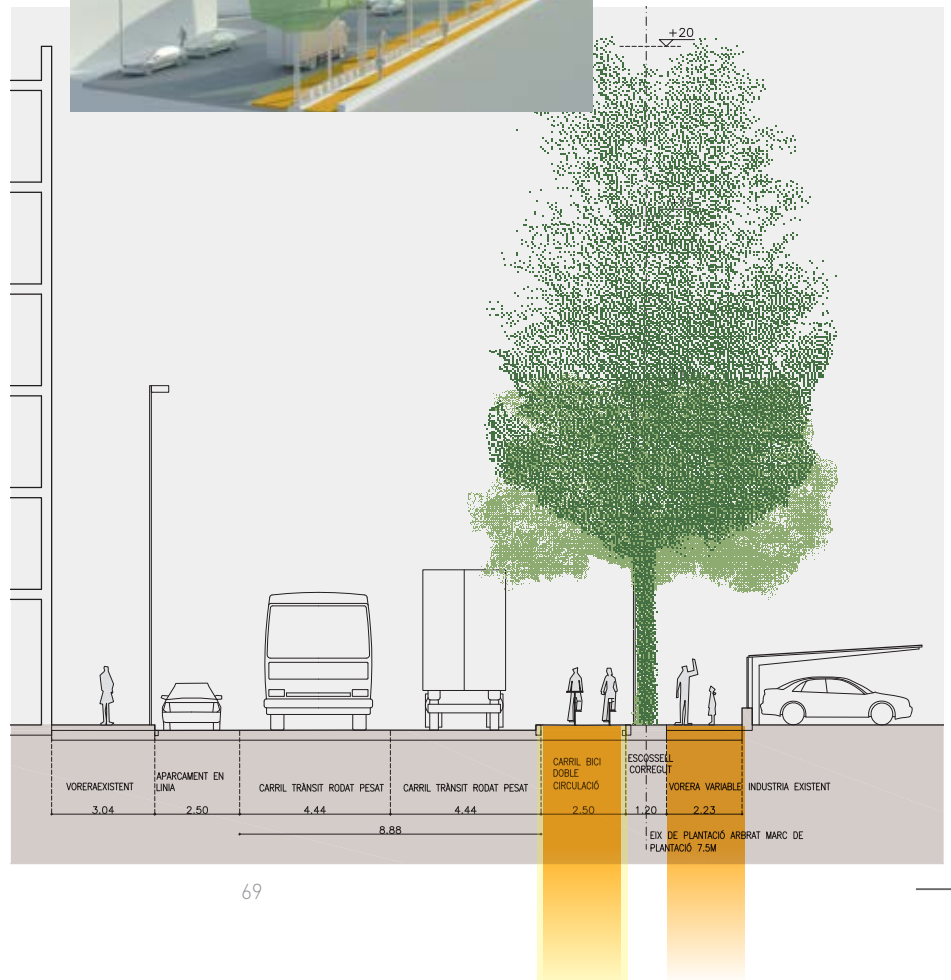 +20
VORERAEXISTENT
APARCAMENT EN
LINIA
CARRIL TRÀNSIT RODAT PESAT
CARRIL TRÀNSIT RODAT PESAT
CARRIL BICI
DOBLE
CIRCULACIÓ
ESCOSSELL
CORREGUT
VORERA VARIABLE
INDUSTRIA EXISTENT
3.04
2.50
4.44
4.44
2.50
1.20
2.23
8.88
EIX DE PLANTACIÓ ARBRAT MARC DE
PLANTACIÓ 7.5M
69